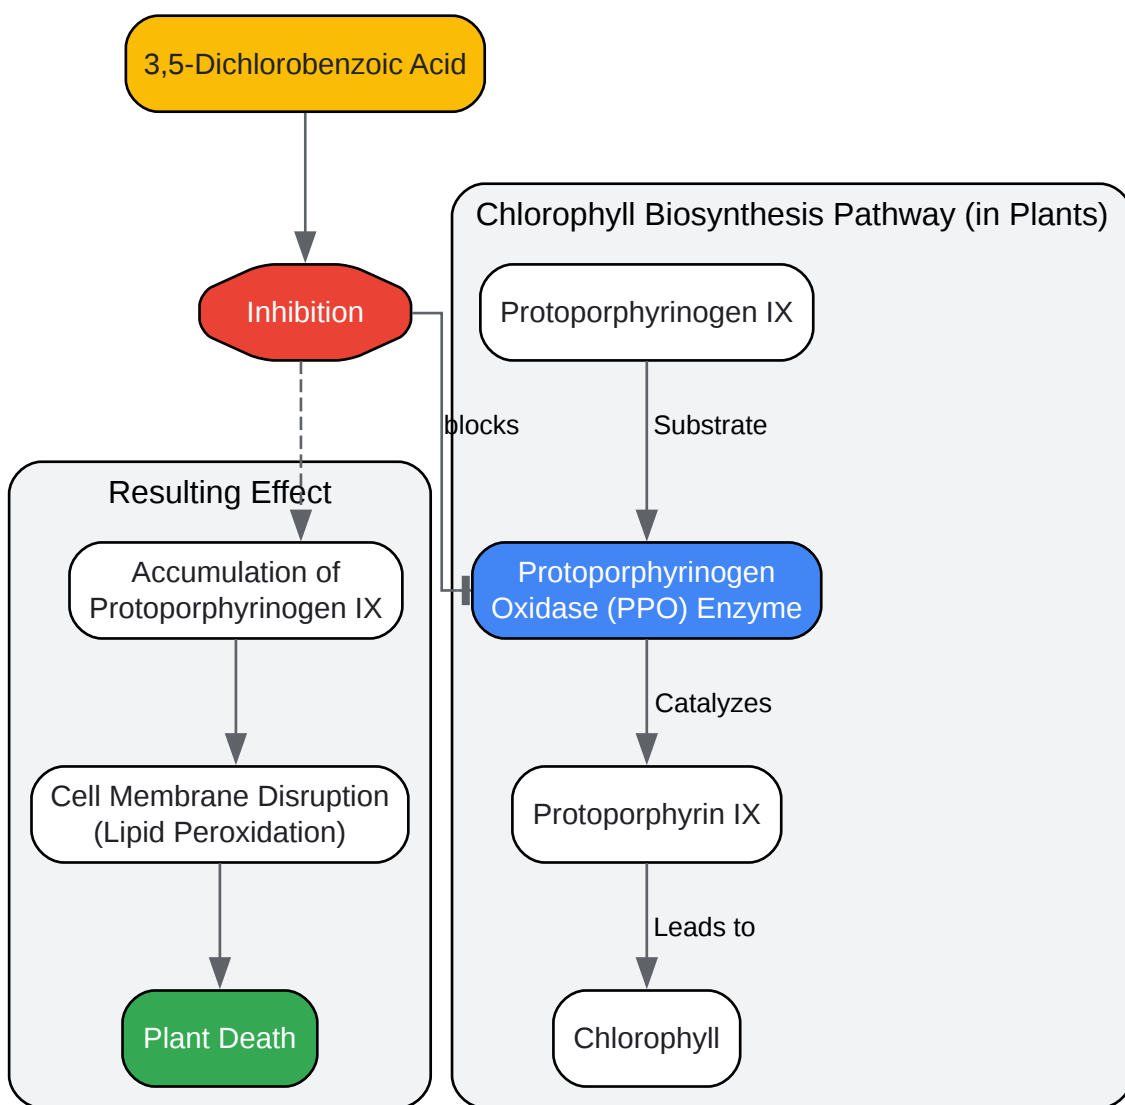 3,5-Dichlorobenzoic Acid
Chlorophyll Biosynthesis Pathway (in Plants)
Inhibition
Protoporphyrinogen IX
blocks
Substrate
Resulting Effect
Accumulation of
Protoporphyrinogen IX
Protoporphyrinogen
Oxidase (PPO) Enzyme
Catalyzes
Cell Membrane Disruption
(Lipid Peroxidation)
Protoporphyrin IX
Leads to
Plant Death
Chlorophyll